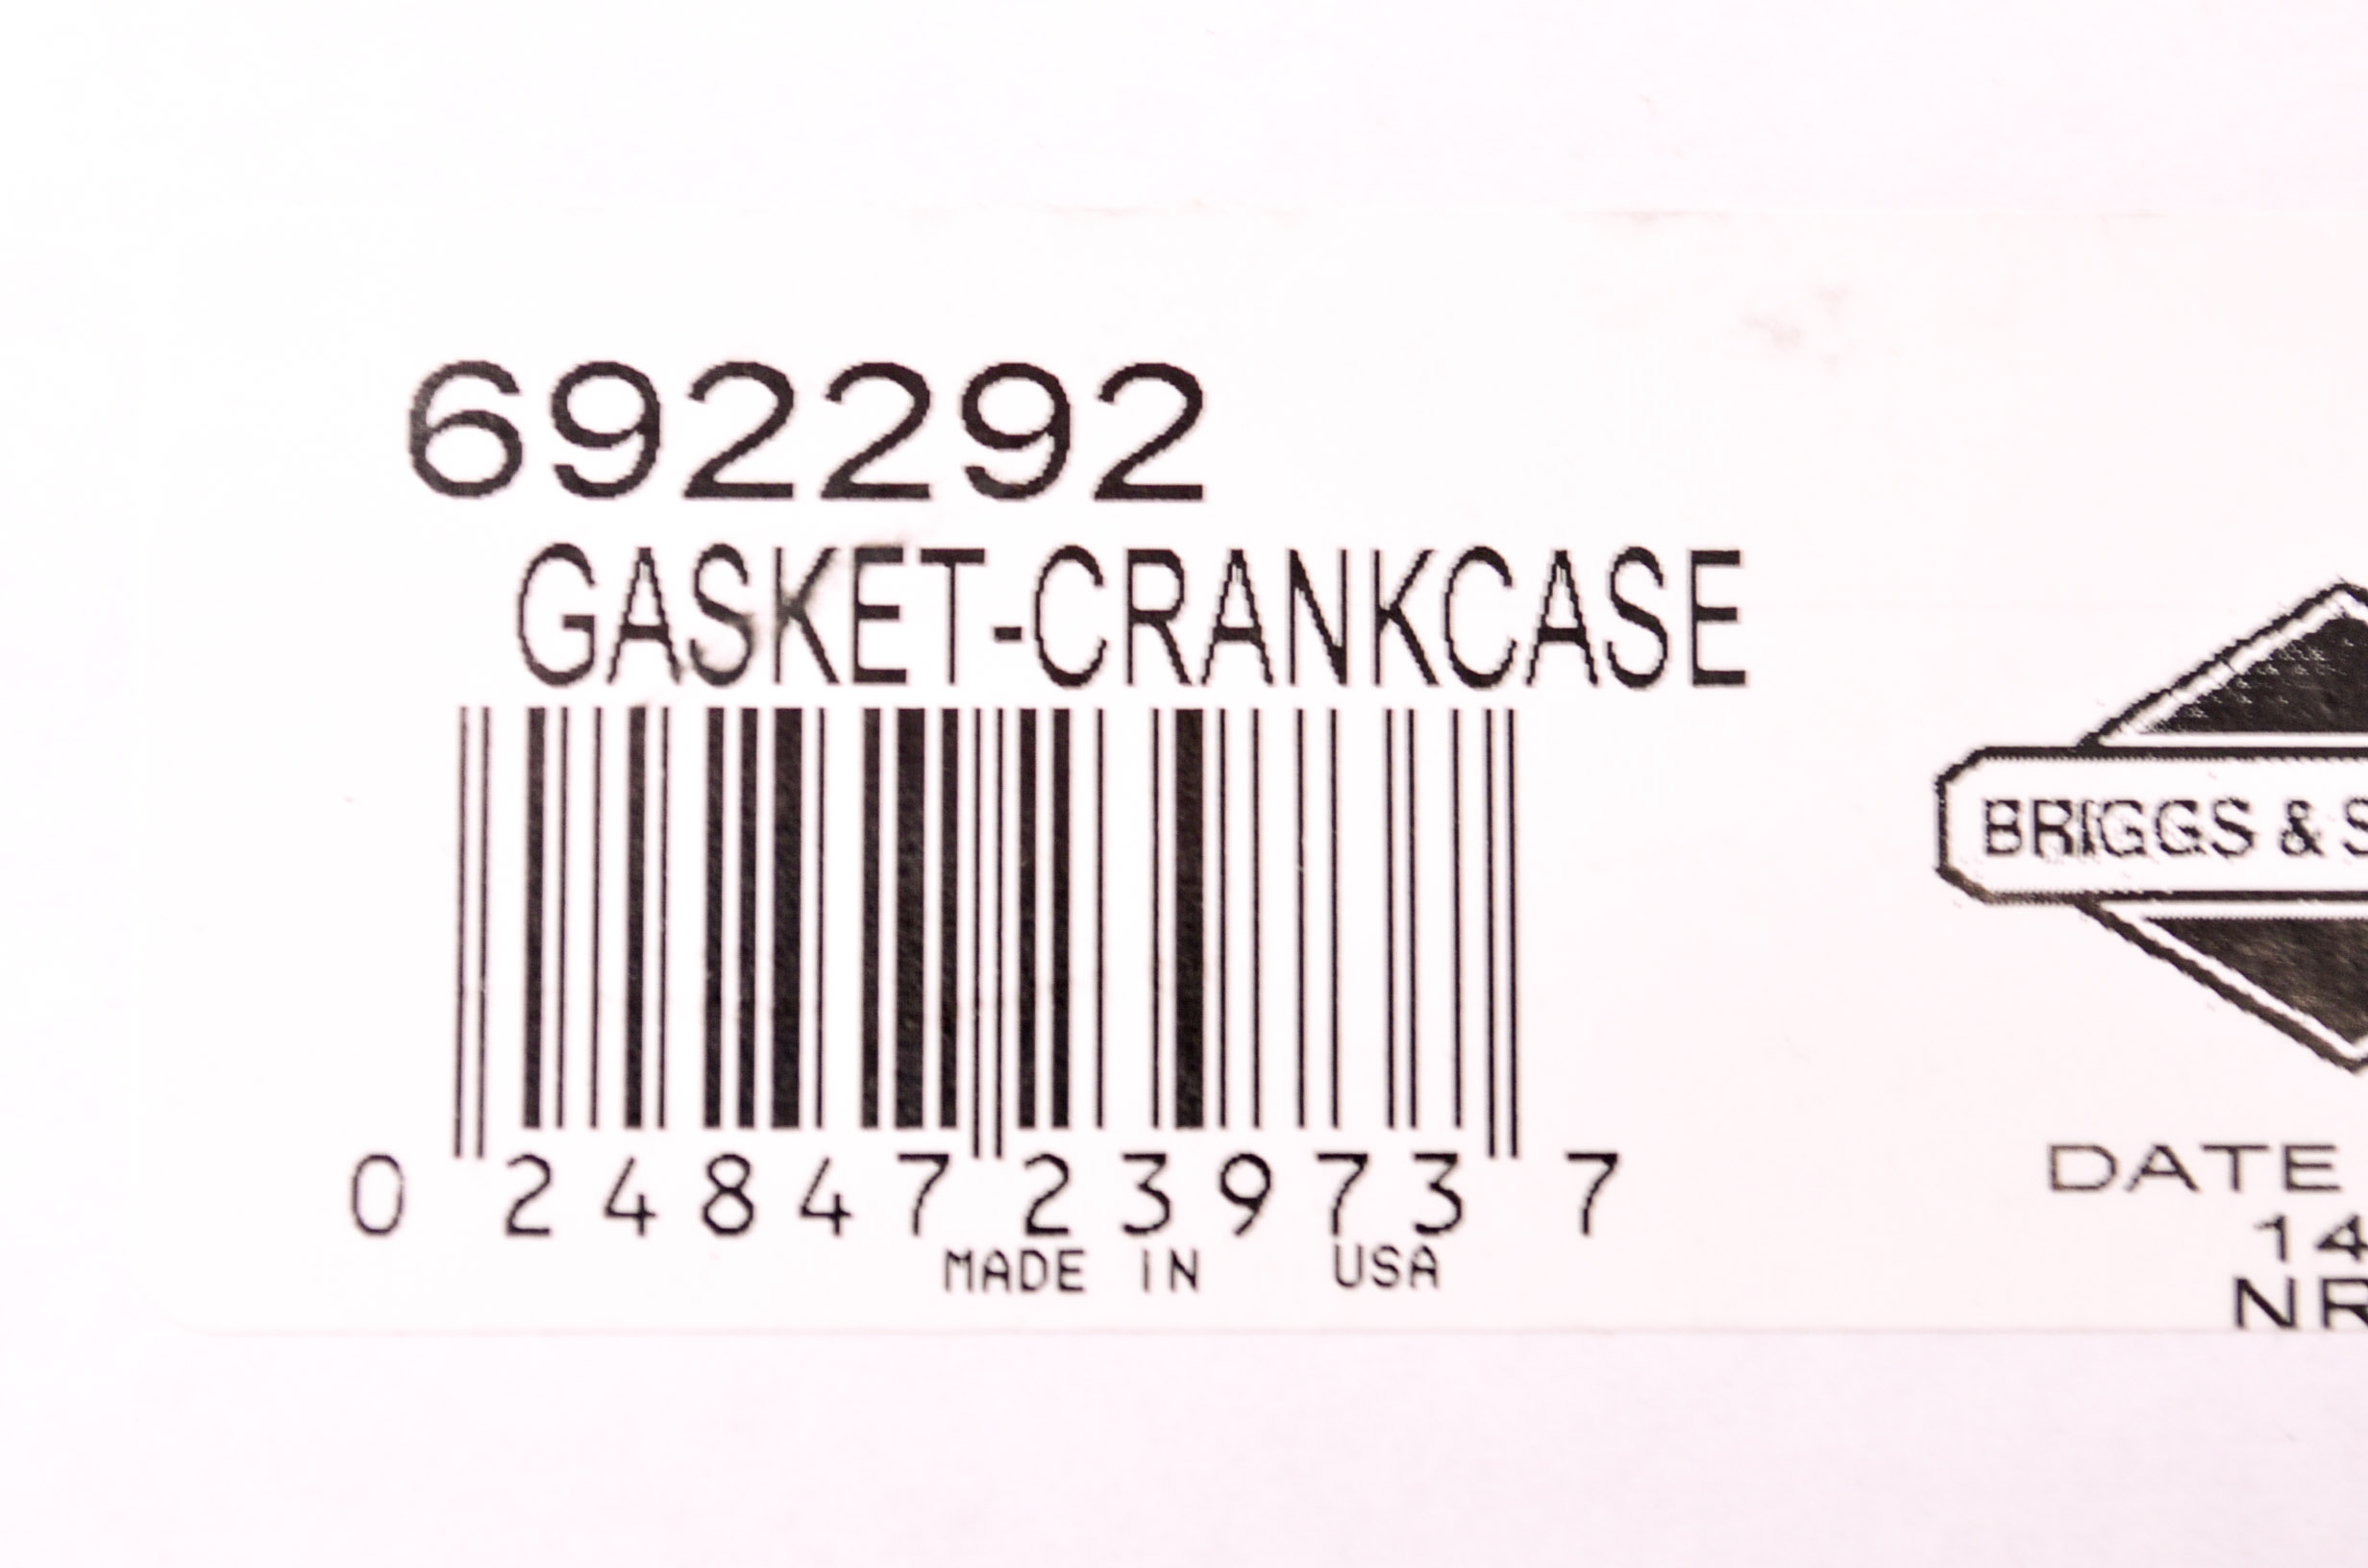 692292
GASKET-CRANKCASE
BRIGGS & S
0 24847 23973 7
MADE IN USA
DATE
14
NR